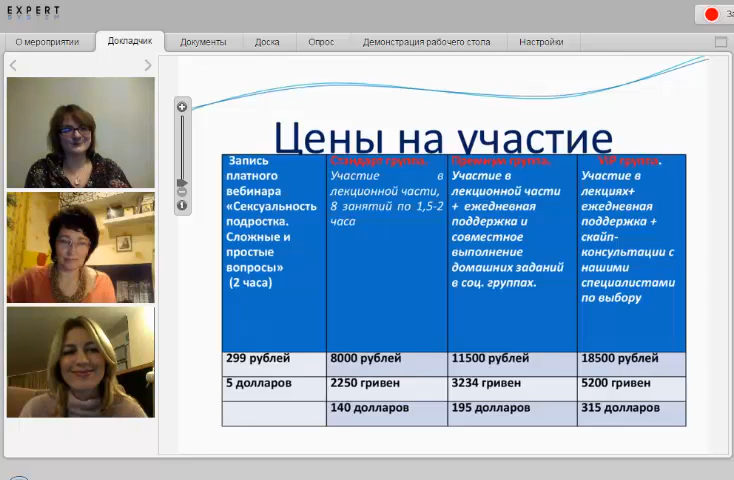 EXPERT
SYSTEM
О мероприятии
Докладчик
Документы
Доска
Опрос
Демонстрация рабочего стола
Настройки
Цены на участие
Запись
платного
вебинара
«Сексуальность
подростка.
Сложные и
простые
вопросы»
(2 часа)
Стандарт группа.
Участие в
лекционной части,
8 занятий по 1,5-2
часа
Премиум группа.
Участие в
лекционной части
+ ежедневная
поддержка и
совместное
выполнение
домашних заданий
в соц. группах.
VIP группа.
Участие в
лекциях+
ежедневная
поддержка +
скайп-
консультации с
нашими
специалистами
по выбору
299 рублей
8000 рублей
11500 рублей
18500 рублей
5 долларов
2250 гривен
3234 гривен
5200 гривен
140 долларов
195 долларов
315 долларов